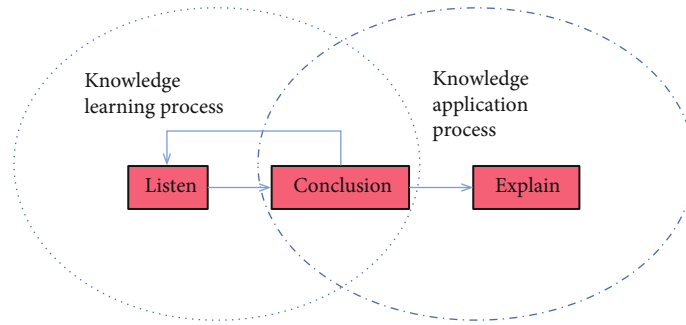 Knowledge
learning process
Knowledge
application
process
Listen
Conclusion
Explain